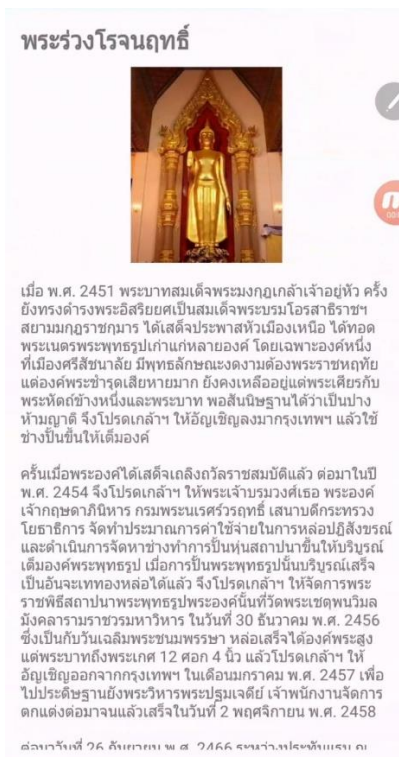 พระร่วงโรจนฤทธิ์
เมื่อ พ.ศ. 2451 พระบาทสมเด็จพระมงกุฎเกล้าเจ้าอยู่หัว ครั้ง
ยังทรงดำรงพระอิสริยยศเป็นสมเด็จพระบรมโอรสาธิราชฯ
สยามมกุฎราชกุมาร ได้เสด็จประพาสหัวเมืองเหนือ ได้ทอด
พระเนตรพระพุทธรูปเก่าแก่หลายองค์ โดยเฉพาะองค์หนึ่ง
ที่เมืองศรีสัชนาลัย มีพุทธลักษณะงดงามต้องพระราชหฤทัย
แต่องค์พระชำรุดเสียหายมาก ยังคงเหลืออยู่แต่พระเศียรกับ
พระหัตถ์ข้างหนึ่งและพระบาท พอสันนิษฐานได้ว่าเป็นปาง
ห้ามญาติ จึงโปรดเกล้าฯ ให้อัญเชิญลงมากรุงเทพฯ แล้วใช้
ช่างปั้นขึ้นให้เต็มองค์
ครั้นเมื่อพระองค์ได้เสด็จเถลิงถวัลราชสมบัติแล้ว ต่อมาในปี
พ.ศ. 2454 จึงโปรดเกล้าฯ ให้พระเจ้าบรมวงศ์เธอ พระองค์
เจ้ากฤษดาภินิหาร กรมพระนเรศร์วรฤทธิ์ เสนาบดีกระทรวง
โยธาธิการ จัดทำประมาณการค่าใช้จ่ายในการหล่อปฏิสังขรณ์
และดำเนินการจัดหาช่างทำการปั้นหุ่นสถาปนาขึ้นให้บริบูรณ์
เต็มองค์พระพุทธรูป เมื่อการปั้นพระพุทธรูปนั้นบริบูรณ์เสร็จ
เป็นอันจะเททองหล่อได้แล้ว จึงโปรดเกล้าฯ ให้จัดการพระ
ราชพิธีสถาปนาพระพุทธรูปพระองค์นั้นที่วัดพระเชตุพนวิมล
มังคลารามราชวรมหาวิหาร ในวันที่ 30 ธันวาคม พ.ศ. 2456
ซึ่งเป็นกับวันเฉลิมพระชนมพรรษา หล่อเสร็จได้องค์พระสูง
แต่พระบาทถึงพระเกศ 12 ศอก 4 นิ้ว แล้วโปรดเกล้าฯ ให้
อัญเชิญออกจากกรุงเทพฯ ในเดือนมกราคม พ.ศ. 2457 เพื่อ
ไปประดิษฐานยังพระวิหารพระปฐมเจดีย์ เจ้าพนักงานจัดการ
ตกแต่งต่อมาจนแล้วเสร็จในวันที่ 2 พฤศจิกายน พ.ศ. 2458
ต่อมาวันที่ 26 กันยายน พ.ศ. 2466 ระหว่างประทับแรม ณ